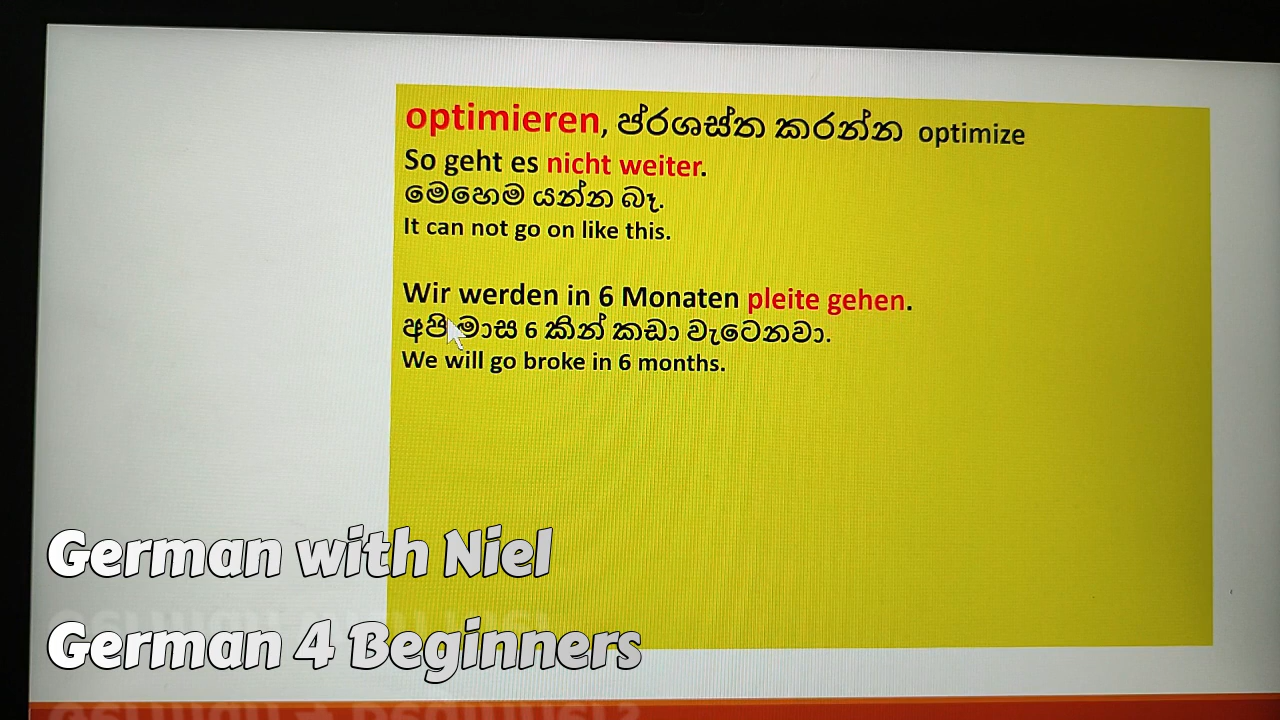 optimieren, ප්රශස්ත කරන්න optimize
So geht es nicht weiter.
මෙහෙම යන්න බෑ.
It can not go on like this.
Wir werden in 6 Monaten pleite gehen.
අපි මාස 6 කින් කඩා වැටෙනවා.
We will go broke in 6 months.
German with Niel
German 4 Beginners